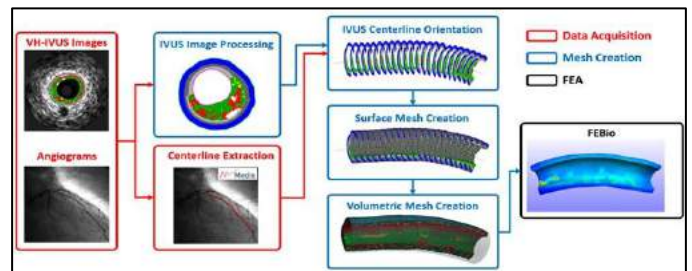 VH-IVUS Images
IVUS Image Processing
IVUS Centerline Orientation
Data Acquisition
Mesh Creation
FEA
Angiograms
Centerline Extraction
Media
Surface Mesh Creation
FEBio
Volumetric Mesh Creation